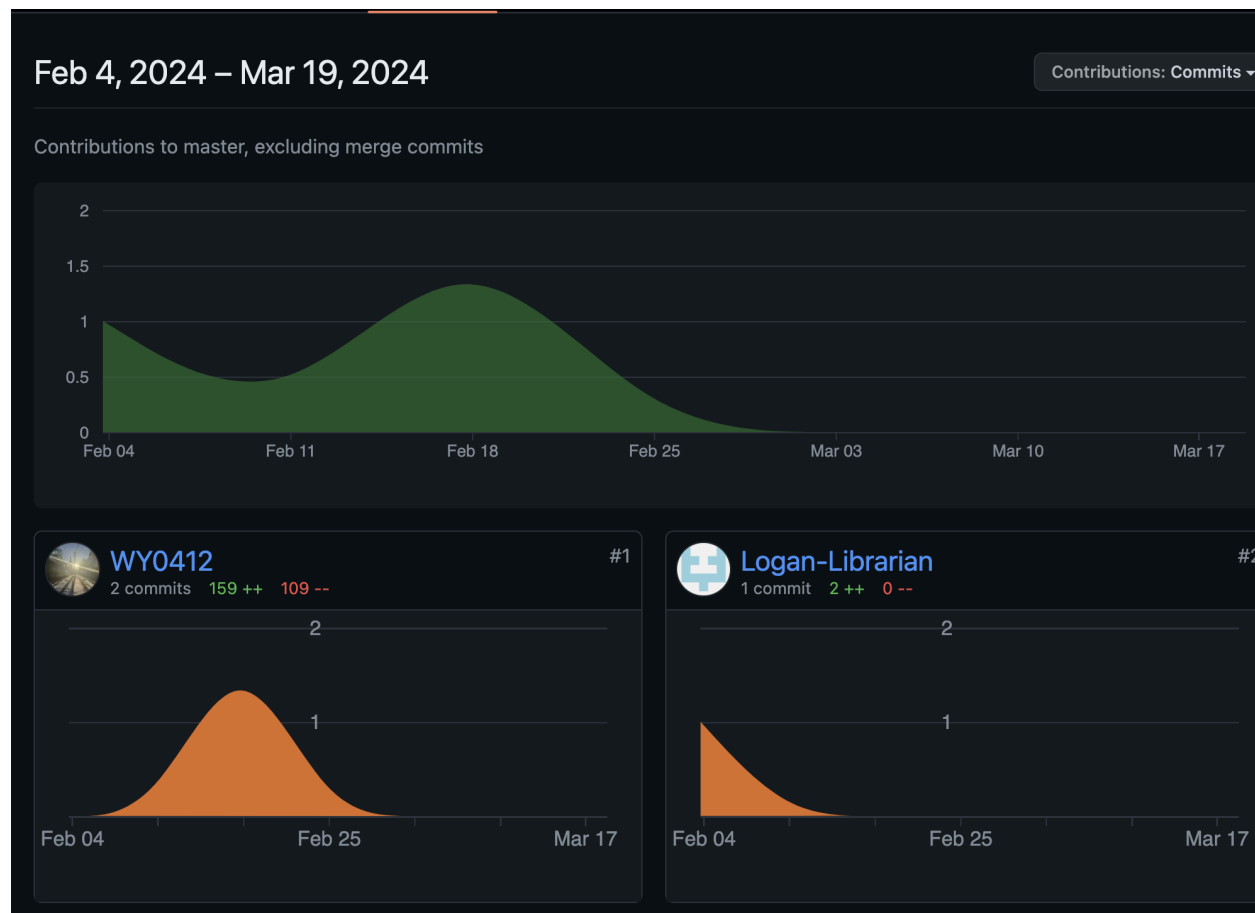 Feb 4, 2024 – Mar 19, 2024
Contributions: Commits
Contributions to master, excluding merge commits
2
1.5
1
0.5
0
Feb 04 Feb 11 Feb 18 Feb 25 Mar 03 Mar 10 Mar 17
WY0412 #1
2 commits 159 ++ 109 --
2
1
Feb 04 Feb 25 Mar 17
Logan-Librarian #2
1 commit 2 ++ 0 --
2
1
Feb 04 Feb 25 Mar 17